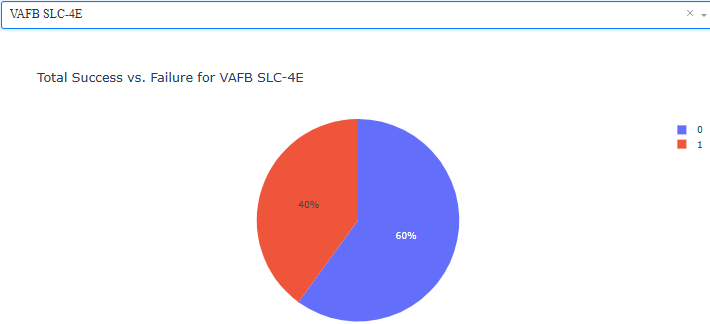 VAFB SLC-4E
Total Success vs. Failure for VAFB SLC-4E
0
1
40%
60%